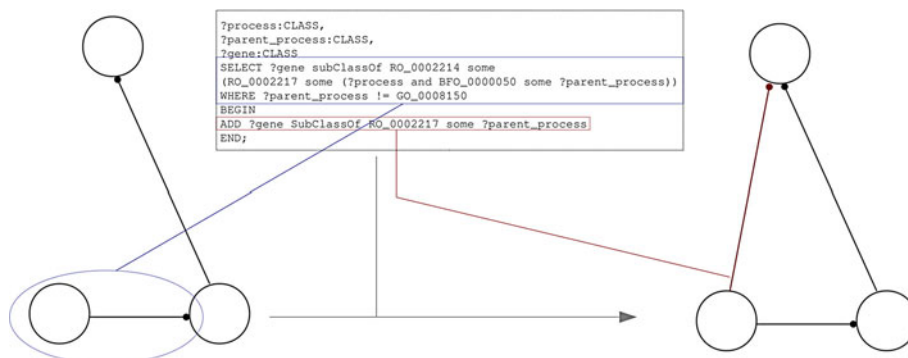 ?process:CLASS,
?parent_process:CLASS,
?gene:CLASS
SELECT ?gene subClassOf RO_0002214 some
(RO_0002217 some (?process and BFO_0000050 some ?parent_process))
WHERE ?parent_process != GO_0008150
BEGIN
ADD ?gene SubClassOf RO_0002217 some ?parent_process
END;